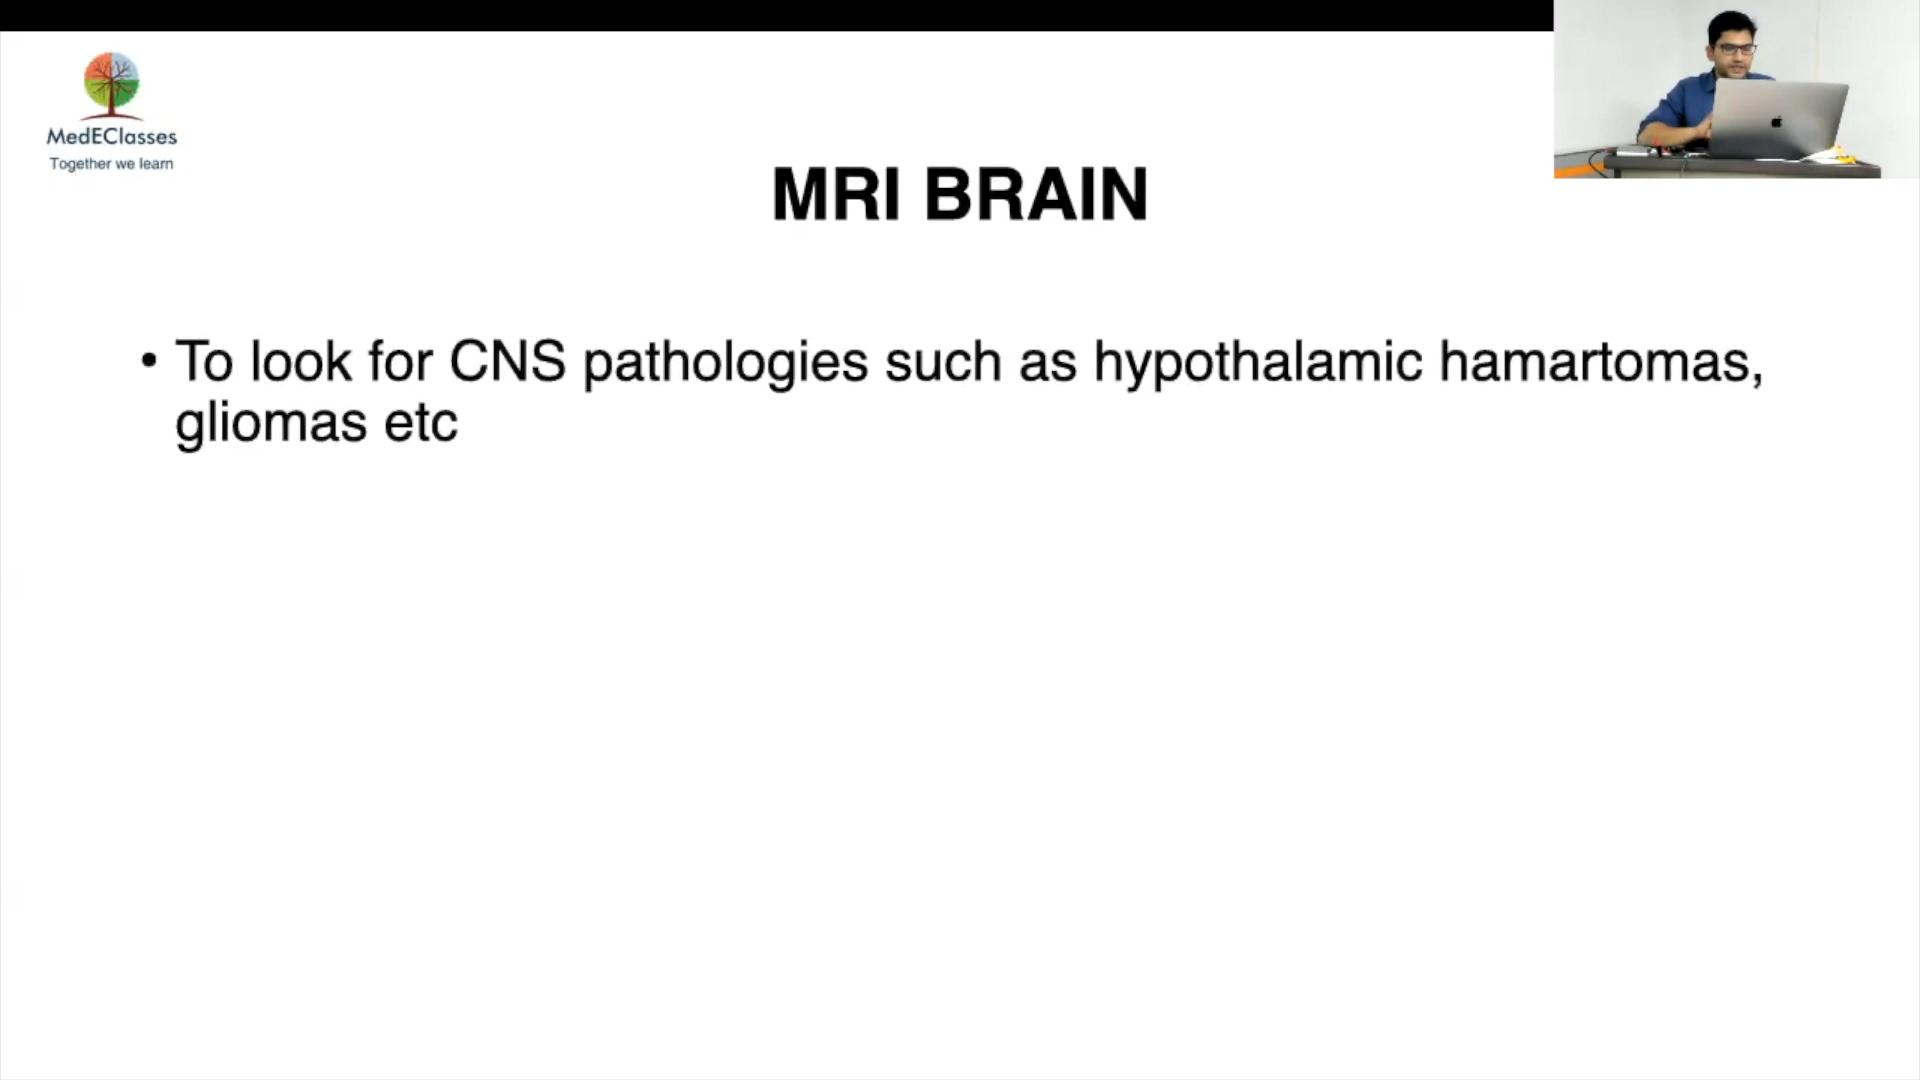 MedEClasses
Together we learn
MRI BRAIN
• To look for CNS pathologies such as hypothalamic hamartomas,
gliomas etc